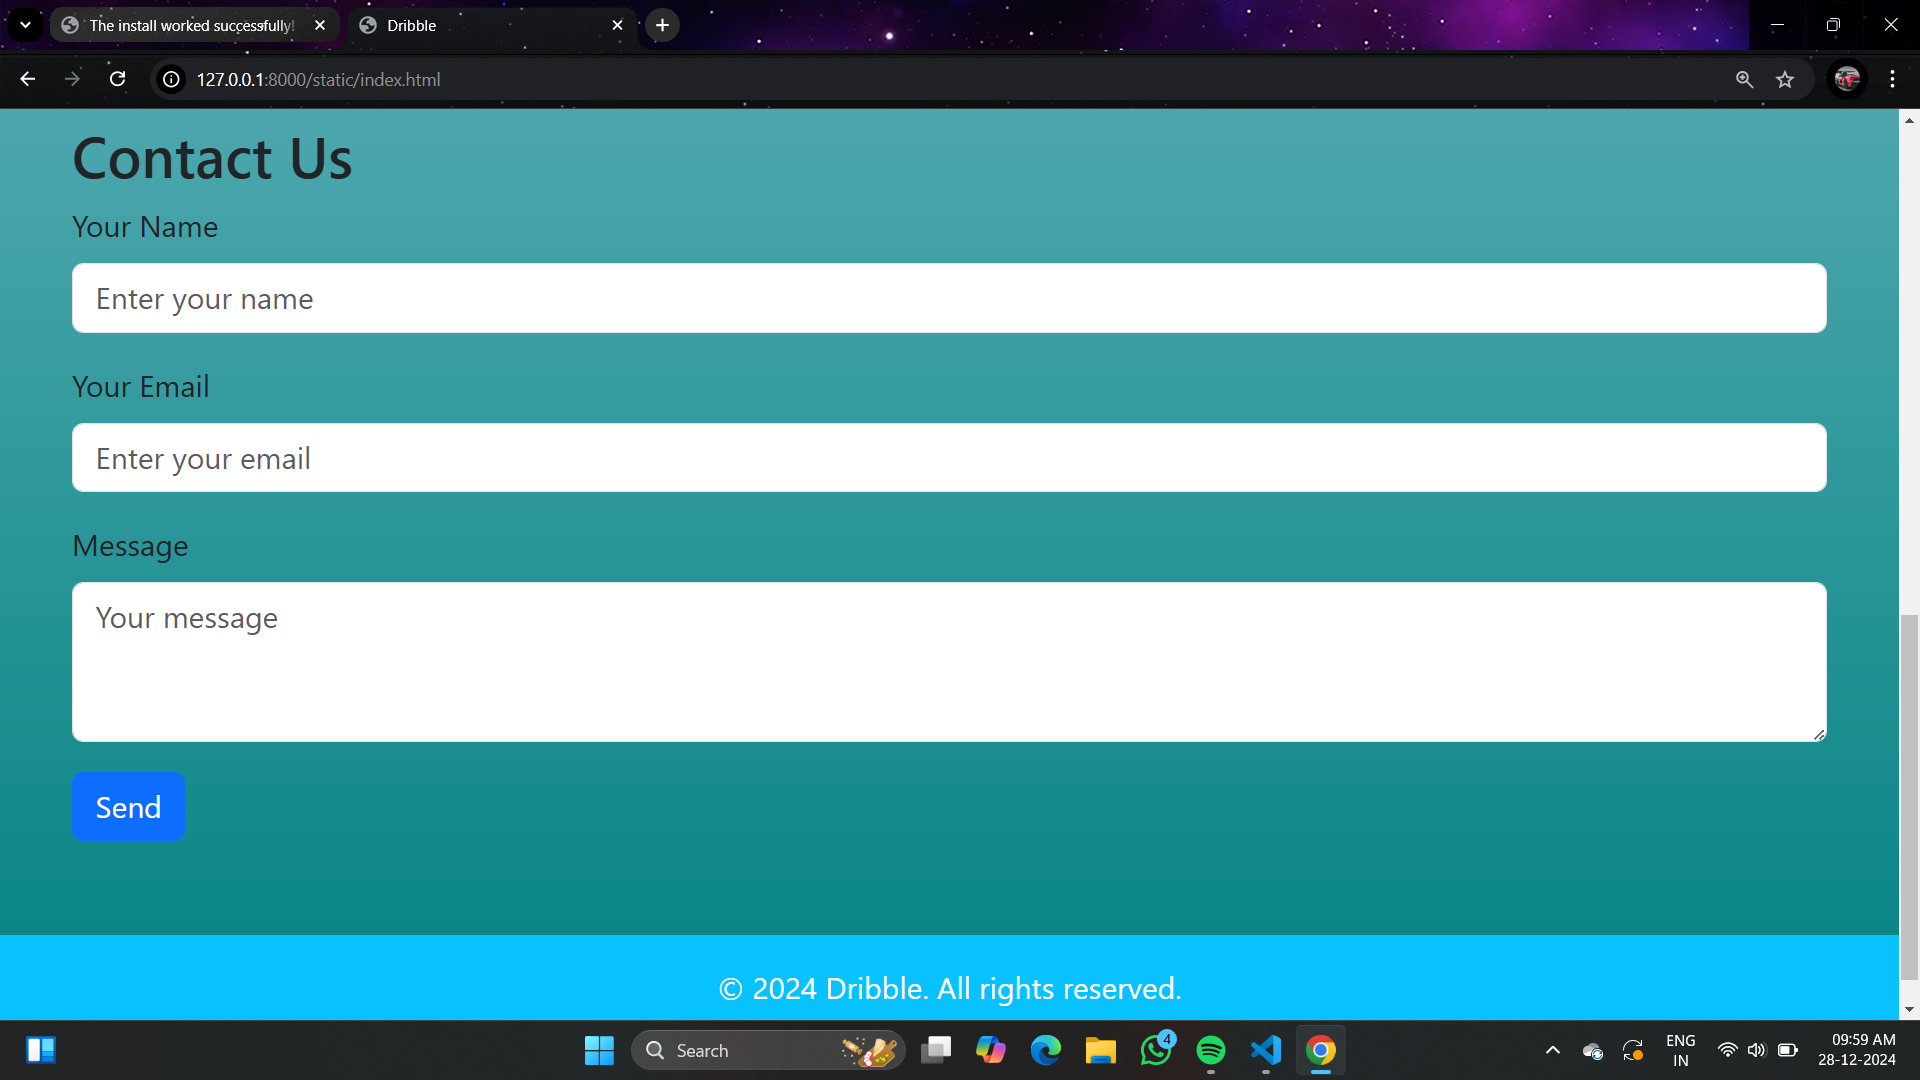 The install worked successfully!
Dribble
127.0.0.1:8000/static/index.html
Contact Us
Your Name
Enter your name
Your Email
Enter your email
Message
Your message
Send
© 2024 Dribble. All rights reserved.
Search
4
ENG
IN
09:59 AM
28-12-2024